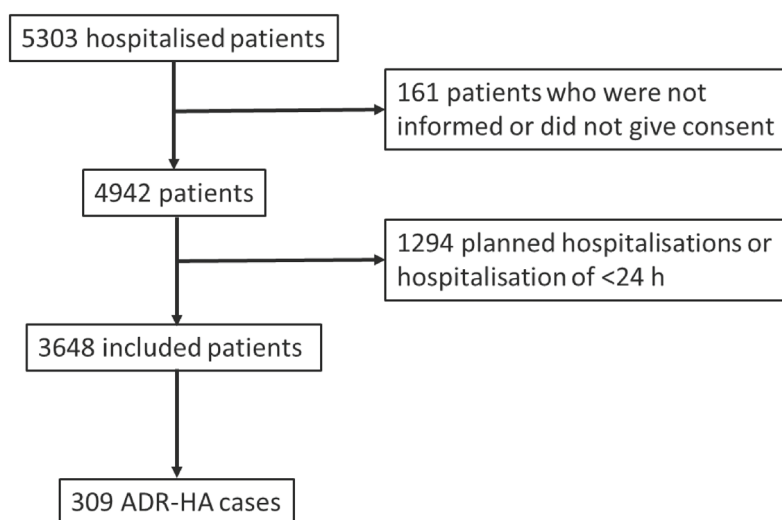 5303 hospitalised patients
161 patients who were not
informed or did not give consent
4942 patients
1294 planned hospitalisations or
hospitalisation of <24 h
3648 included patients
309 ADR-HA cases